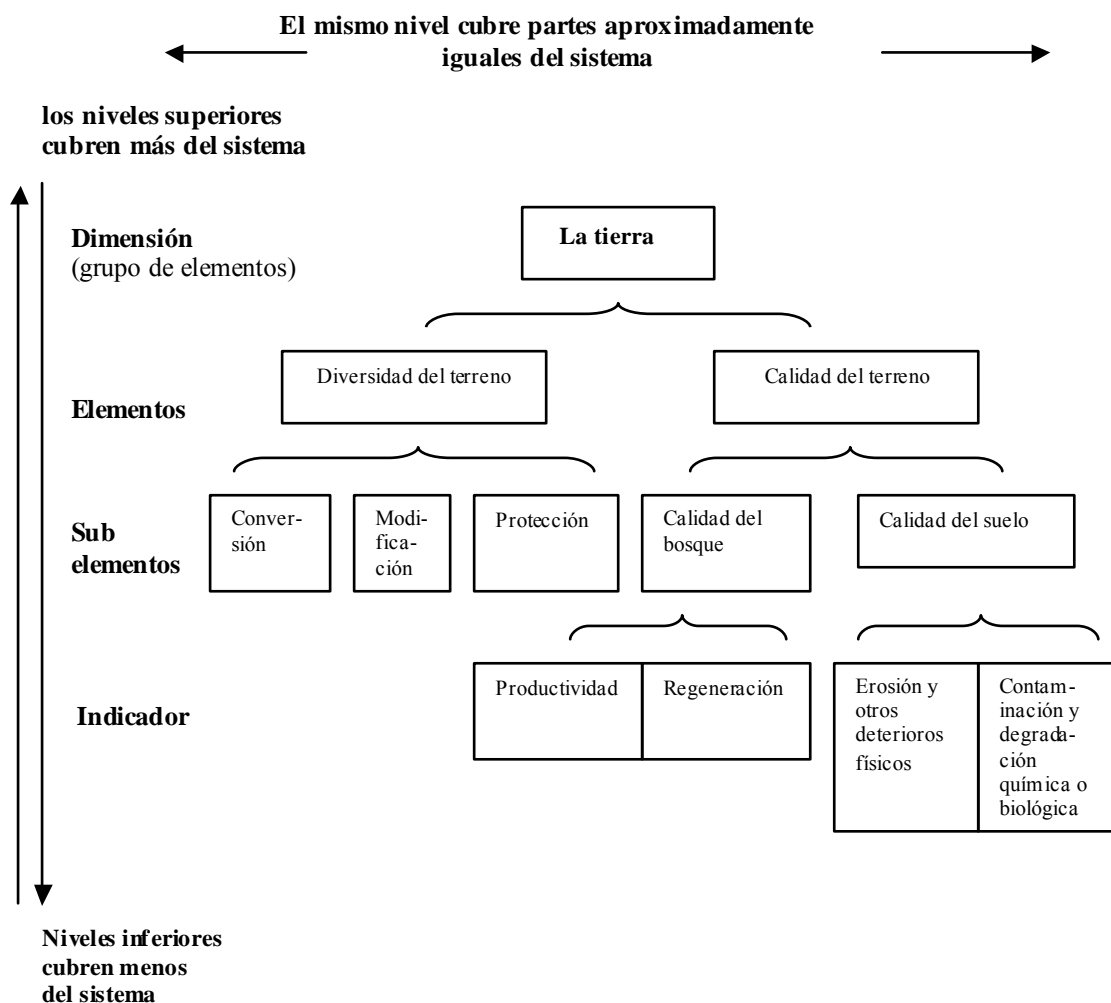 El mismo nivel cubre partes aproximadamente
iguales del sistema
los niveles superiores
cubren más del sistema
Dimensión
(grupo de elementos)
La tierra
Diversidad del terreno
Calidad del terreno
Elementos
Conver-
sión
Modi-
fica-
ción
Protección
Calidad del
bosque
Calidad del suelo
Sub
elementos
Productividad
Regeneración
Erosión y
otros
deterioros
físicos
Contam-
inación y
degrada-
ción
química o
biológica
Indicador
Niveles inferiores
cubren menos
del sistema